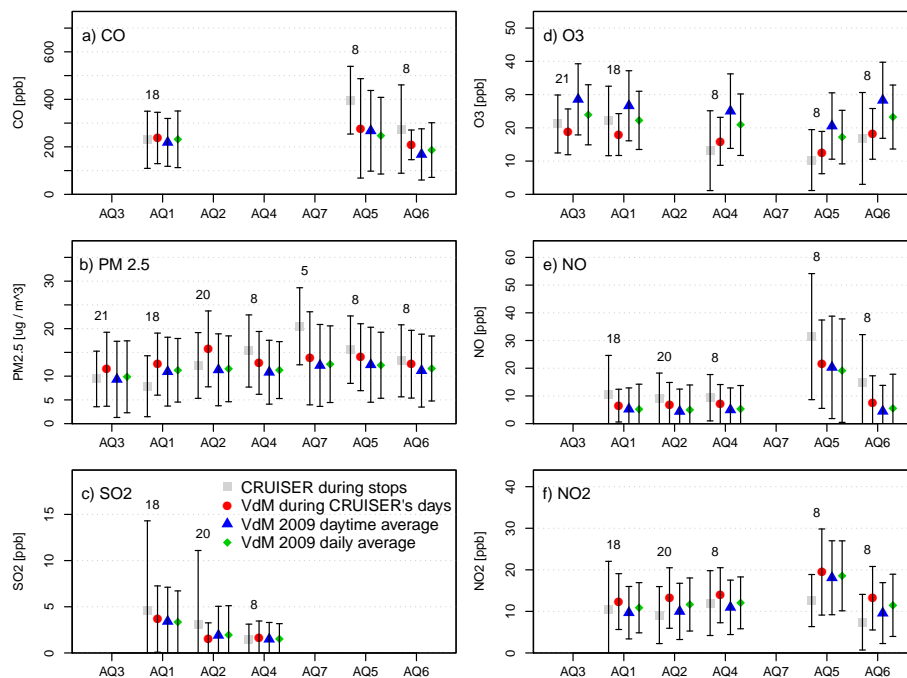 a) CO
CO [ppb]
600
400
200
0
18
8
8
AQ3 AQ1 AQ2 AQ4 AQ7 AQ5 AQ6
d) O3
O3 [ppb]
50
40
30
20
10
0
21 18 8 8 8
AQ3 AQ1 AQ2 AQ4 AQ7 AQ5 AQ6
b) PM 2.5
PM2.5 [ug / m^3]
30
20
10
5
0
21 18 20 8 5 8 8
AQ3 AQ1 AQ2 AQ4 AQ7 AQ5 AQ6
e) NO
NO [ppb]
60
50
40
30
20
10
0
18 20 8 8 8
AQ3 AQ1 AQ2 AQ4 AQ7 AQ5 AQ6
c) SO2
SO2 [ppb]
15
10
5
0
18 20 8
CRUISER during stops
VdM during CRUISER's days
VdM 2009 daytime average
VdM 2009 daily average
AQ3 AQ1 AQ2 AQ4 AQ7 AQ5 AQ6
f) NO2
NO2 [ppb]
40
30
20
10
0
18 20 8 8 8
AQ3 AQ1 AQ2 AQ4 AQ7 AQ5 AQ6